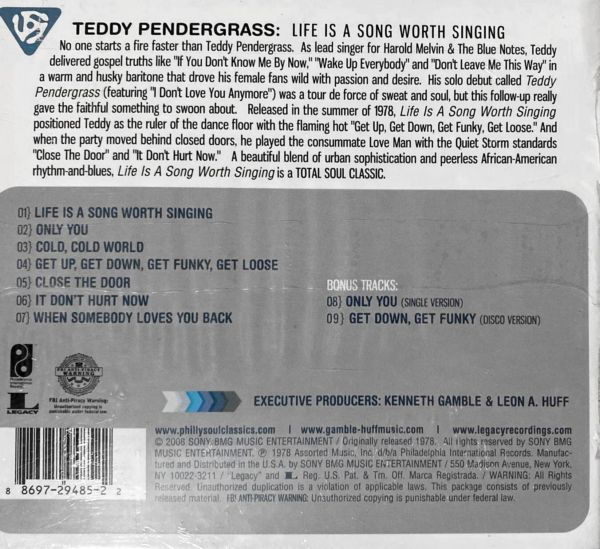 TEDDY PENDERGRASS: LIFE IS A SONG WORTH SINGING
No one starts a fire faster than Teddy Pendergrass. As lead singer for Harold Melvin & The Blue Notes, Teddy
delivered gospel truths like "If You Don't Know Me By Now," "Wake Up Everybody" and "Don't Leave Me This Way" in
a warm and husky baritone that drove his female fans wild with passion and desire. His solo debut called Teddy
Pendergrass (featuring "I Don't Love You Anymore") was a tour de force of sweat and soul, but this follow-up really
gave the faithful something to swoon about. Released in the summer of 1978, Life Is A Song Worth Singing
positioned Teddy as the ruler of the dance floor with the flaming hot "Get Up, Get Down, Get Funky, Get Loose." And
when the party moved behind closed doors, he played the consummate Love Man with the Quiet Storm standards
"Close The Door" and "It Don't Hurt Now." A beautiful blend of urban sophistication and peerless African-American
rhythm-and-blues, Life Is A Song Worth Singing is a TOTAL SOUL CLASSIC.
01} LIFE IS A SONG WORTH SINGING
02} ONLY YOU
03} COLD, COLD WORLD
04} GET UP, GET DOWN, GET FUNKY, GET LOOSE
05} CLOSE THE DOOR
06} IT DON'T HURT NOW
07} WHEN SOMEBODY LOVES YOU BACK
BONUS TRACKS:
08} ONLY YOU (SINGLE VERSION)
09} GET DOWN, GET FUNKY (DISCO VERSION)
FBI ANTI-PIRACY
WARNING
LEGACY
FBI Anti-Piracy Warning:
Unauthorized copying is
punishable under federal law.
EXECUTIVE PRODUCERS: KENNETH GAMBLE & LEON A. HUFF
www.phillysoulclassics.com | www.gamble-huffmusic.com | www.legacyrecordings.com
© 2008 SONY BMG MUSIC ENTERTAINMENT / Originally released 1978. All rights reserved by SONY BMG
MUSIC ENTERTAINMENT. ℗ 1978 Assorted Music, Inc. d/b/a Philadelphia International Records. Manufac-
tured and Distributed in the U.S.A. by SONY BMG MUSIC ENTERTAINMENT / 550 Madison Avenue, New York,
NY 10022-3211 / "Legacy" and L Reg. U.S. Pat. & Tm. Off. Marca Registrada. / WARNING: All Rights
Reserved. Unauthorized duplication is a violation of applicable laws. This package consists of previously
released material. FBI ANTI-PIRACY WARNING: Unauthorized copying is punishable under federal law.
8 8697-29485-2 2